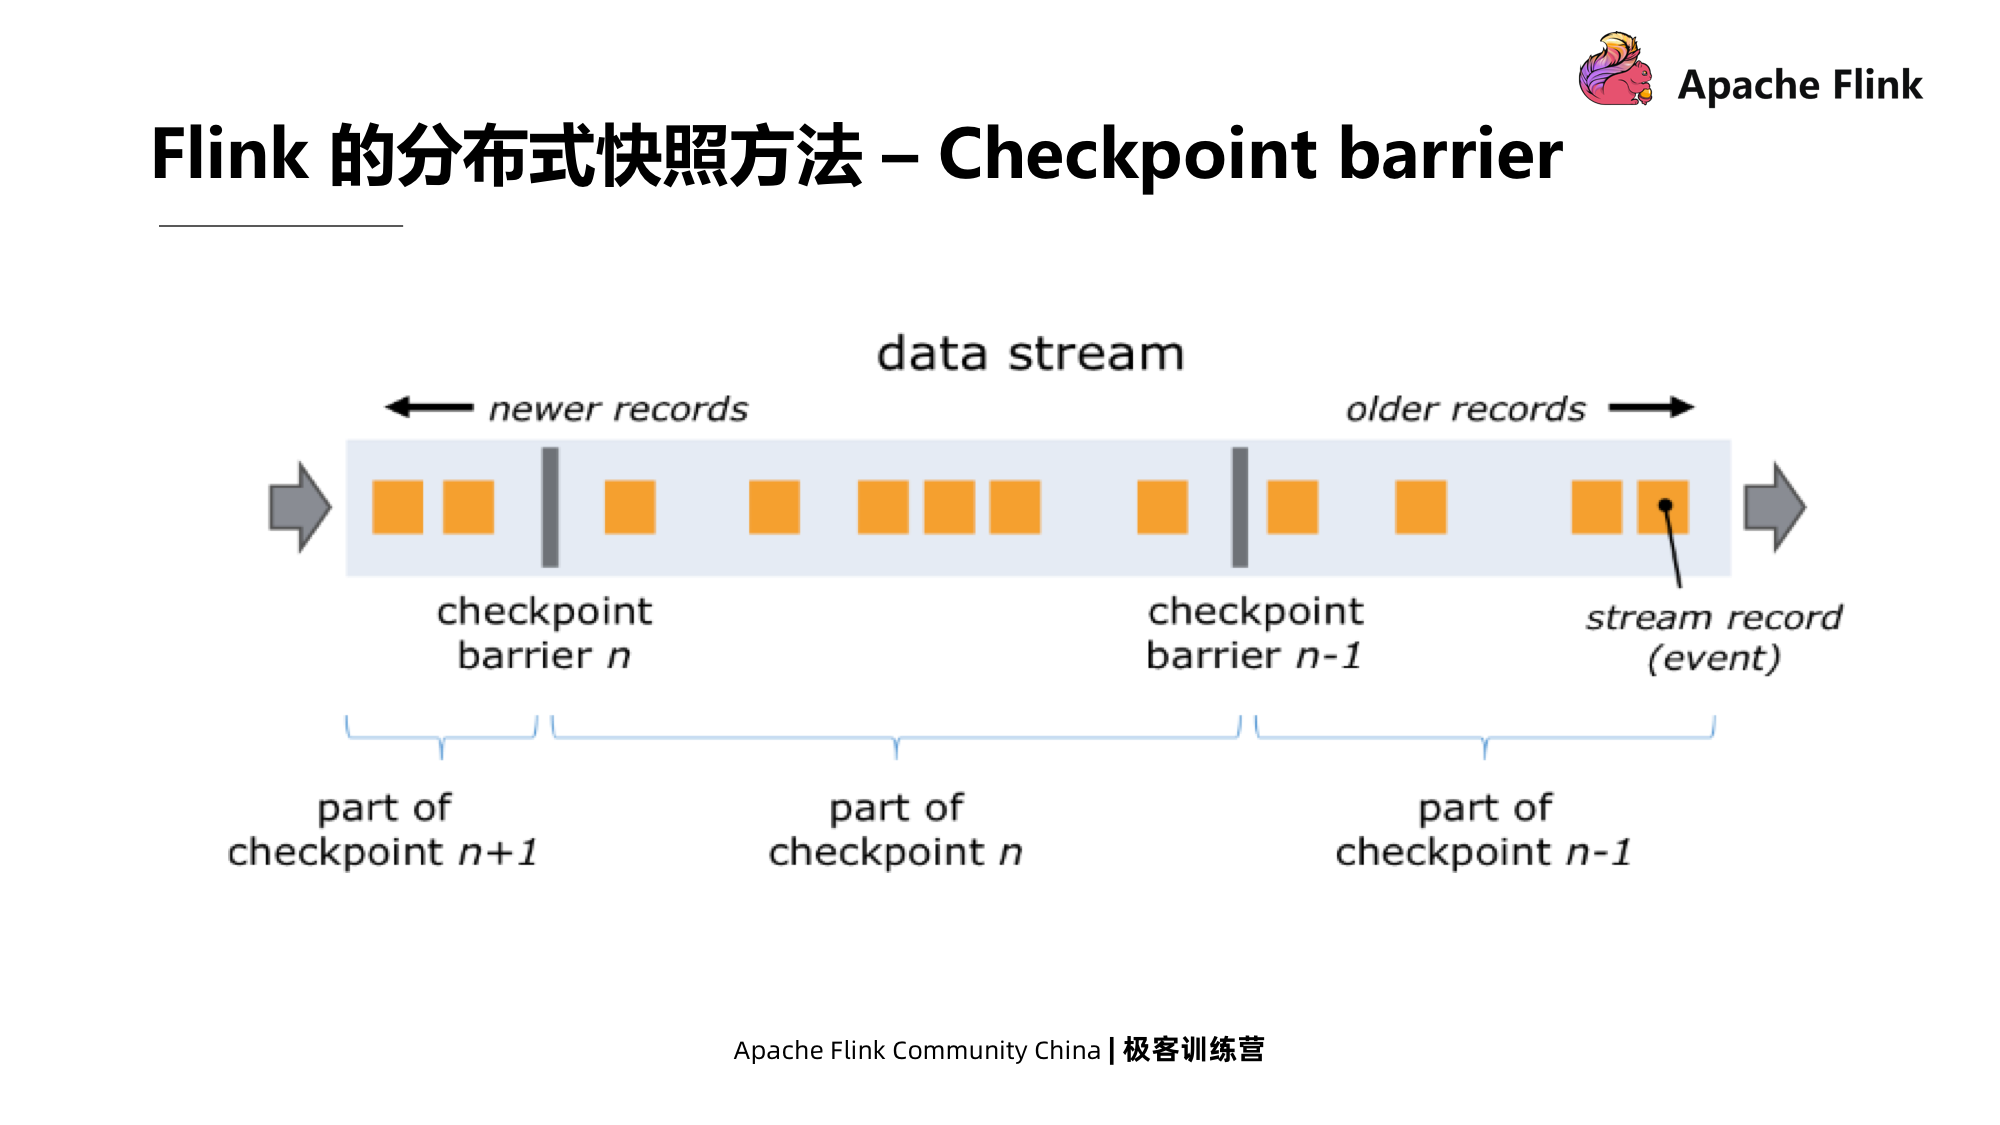 Apache Flink
Flink 的分布式快照方法 – Checkpoint barrier
data stream
newer records
older records
checkpoint
barrier n
checkpoint
barrier n-1
stream record
(event)
part of
checkpoint n+1
part of
checkpoint n
part of
checkpoint n-1
Apache Flink Community China | 极客训练营